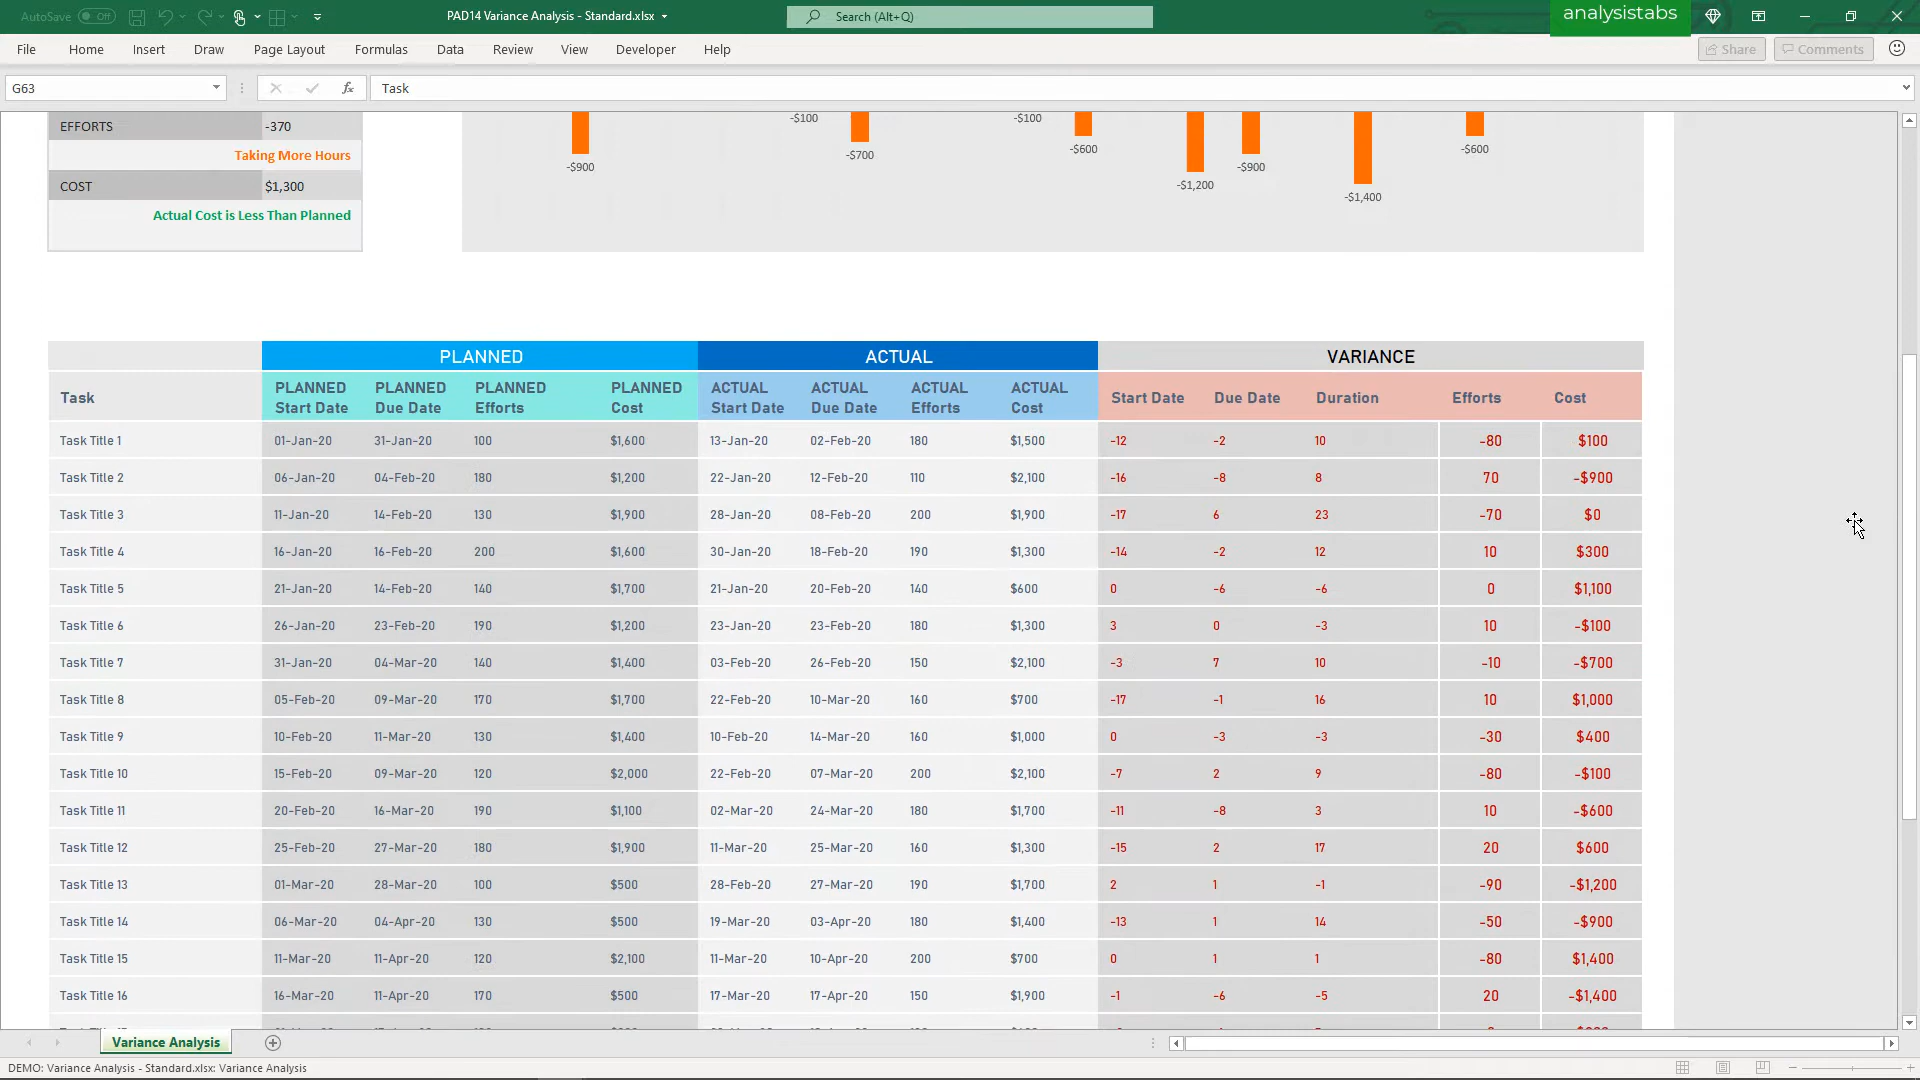 AutoSave Off PAD14 Variance Analysis - Standard.xlsx Search (Alt+Q) analysistabs
File Home Insert Draw Page Layout Formulas Data Review View Developer Help Share Comments
G63 fx Task
EFFORTS -370
Taking More Hours
COST $1,300
Actual Cost is Less Than Planned
-$100 -$100
-$900 -$700 -$600 -$900 -$600
-$1,200 -$1,400
PLANNED ACTUAL VARIANCE
Task PLANNED Start Date PLANNED Due Date PLANNED Efforts PLANNED Cost ACTUAL Start Date ACTUAL Due Date ACTUAL Efforts ACTUAL Cost Start Date Due Date Duration Efforts Cost
Task Title 1 01-Jan-20 31-Jan-20 100 $1,600 13-Jan-20 02-Feb-20 180 $1,500 -12 -2 10 -80 $100
Task Title 2 06-Jan-20 04-Feb-20 180 $1,200 22-Jan-20 12-Feb-20 110 $2,100 -16 -8 8 70 -$900
Task Title 3 11-Jan-20 14-Feb-20 130 $1,900 28-Jan-20 08-Feb-20 200 $1,900 -17 6 23 -70 $0
Task Title 4 16-Jan-20 16-Feb-20 200 $1,600 30-Jan-20 18-Feb-20 190 $1,300 -14 -2 12 10 $300
Task Title 5 21-Jan-20 14-Feb-20 140 $1,700 21-Jan-20 20-Feb-20 140 $600 0 -6 -6 0 $1,100
Task Title 6 26-Jan-20 23-Feb-20 190 $1,200 23-Jan-20 23-Feb-20 180 $1,300 3 0 -3 10 -$100
Task Title 7 31-Jan-20 04-Mar-20 140 $1,400 03-Feb-20 26-Feb-20 150 $2,100 -3 7 10 -10 -$700
Task Title 8 05-Feb-20 09-Mar-20 170 $1,700 22-Feb-20 10-Mar-20 160 $700 -17 -1 16 10 $1,000
Task Title 9 10-Feb-20 11-Mar-20 130 $1,400 10-Feb-20 14-Mar-20 160 $1,000 0 -3 -3 -30 $400
Task Title 10 15-Feb-20 09-Mar-20 120 $2,000 22-Feb-20 07-Mar-20 200 $2,100 -7 2 9 -80 -$100
Task Title 11 20-Feb-20 16-Mar-20 190 $1,100 02-Mar-20 24-Mar-20 180 $1,700 -11 -8 3 10 -$600
Task Title 12 25-Feb-20 27-Mar-20 180 $1,900 11-Mar-20 25-Mar-20 160 $1,300 -15 2 17 20 $600
Task Title 13 01-Mar-20 28-Mar-20 100 $500 28-Feb-20 27-Mar-20 190 $1,700 2 1 -1 -90 -$1,200
Task Title 14 06-Mar-20 04-Apr-20 130 $500 19-Mar-20 03-Apr-20 180 $1,400 -13 1 14 -50 -$900
Task Title 15 11-Mar-20 11-Apr-20 120 $2,100 11-Mar-20 10-Apr-20 200 $700 0 1 1 -80 $1,400
Task Title 16 16-Mar-20 11-Apr-20 170 $500 17-Mar-20 17-Apr-20 150 $1,900 -1 -6 -5 20 -$1,400
Variance Analysis
DEMO: Variance Analysis - Standard.xlsx: Variance Analysis